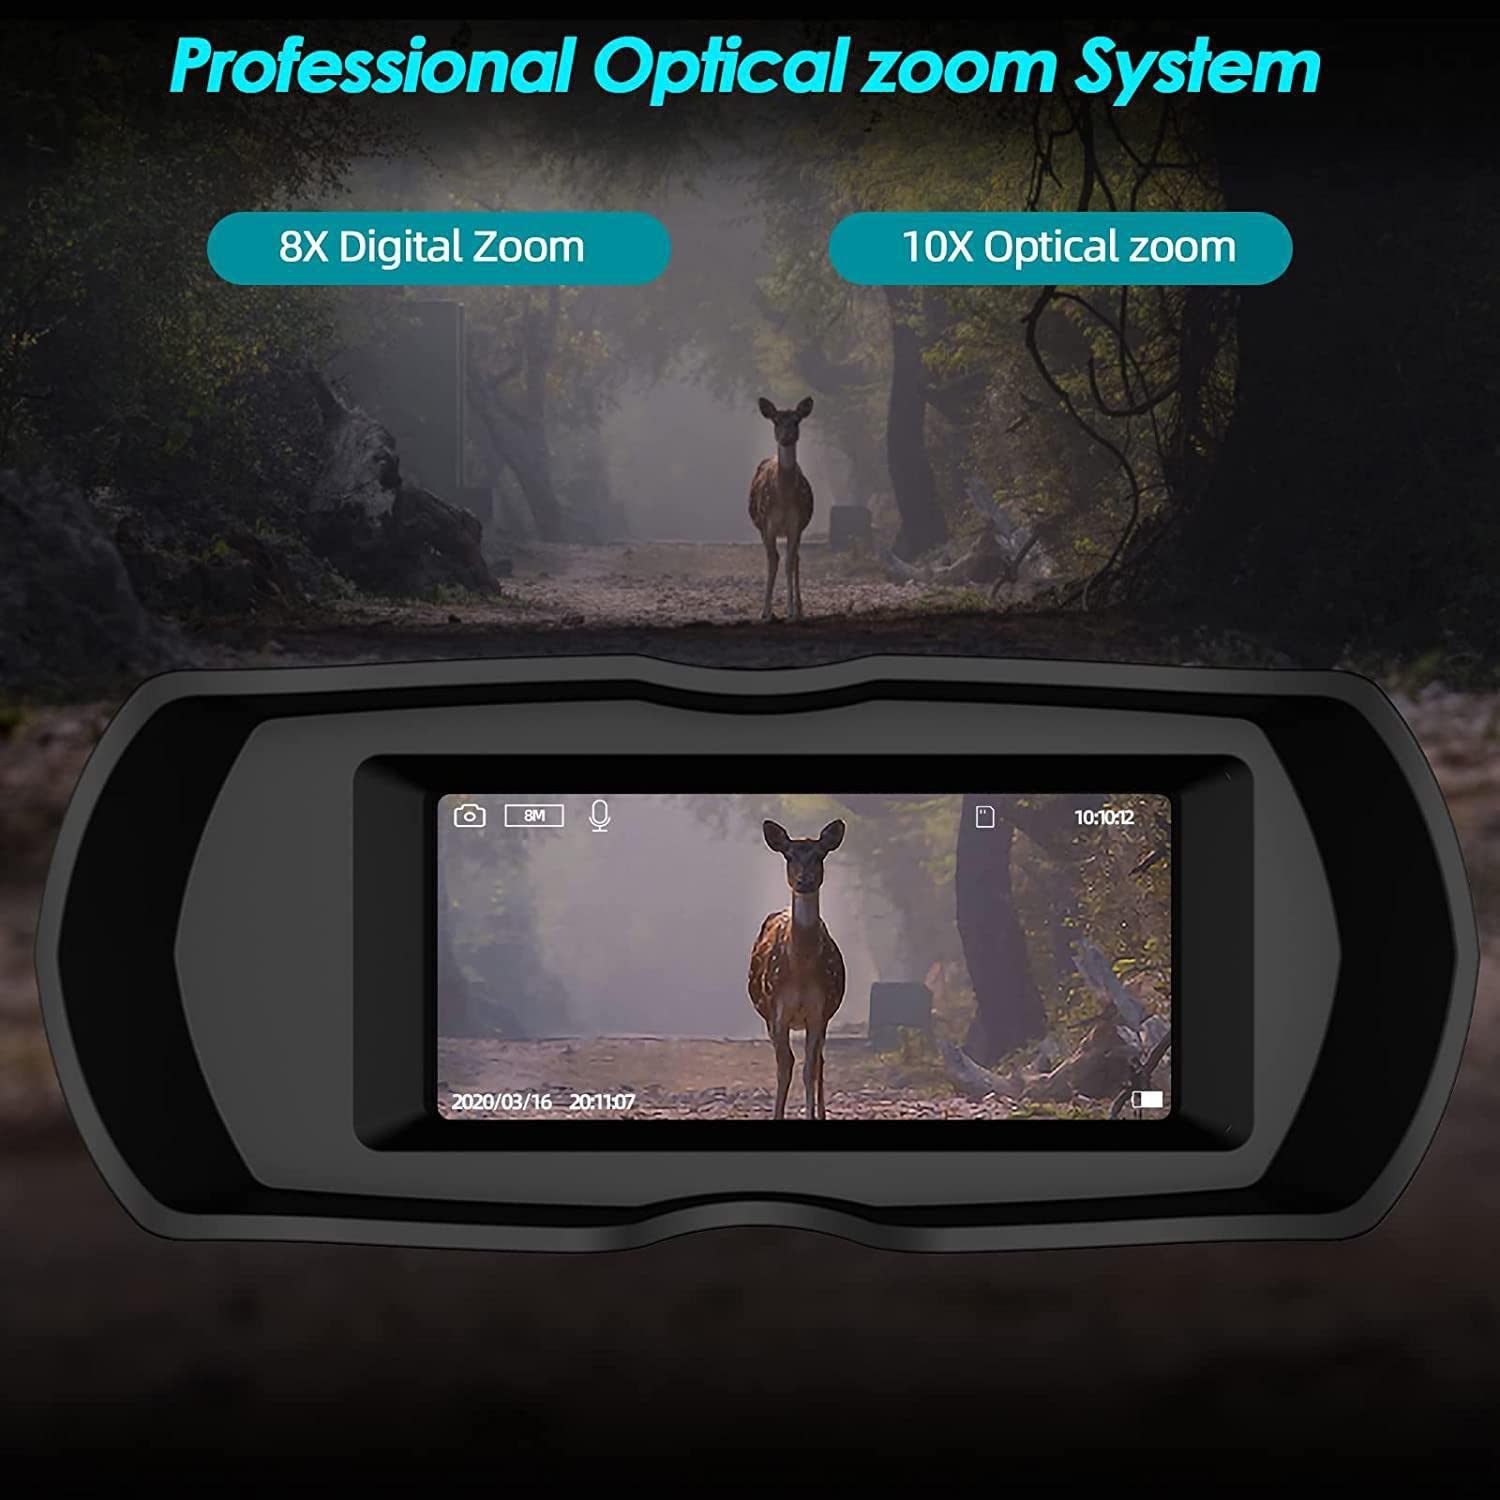 Professional Optical zoom System
8X Digital Zoom
10X Optical zoom
8M
10:10:12
2020/03/16 20:11:07